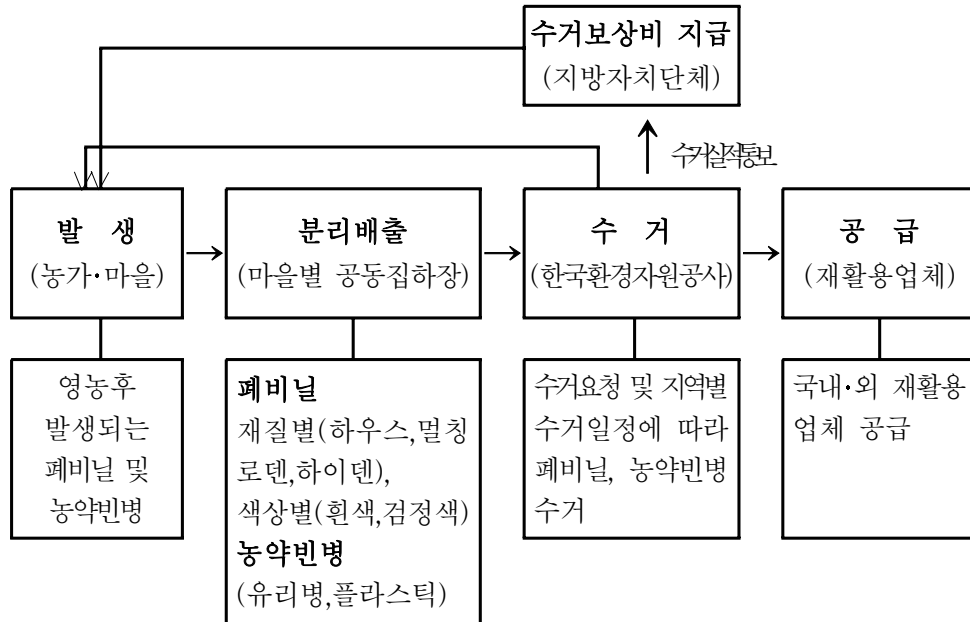 수거보상비 지급
(지방자치단체)
수거실적통보
발 생
(농가·마을)
분리배출
(마을별 공동집하장)
수 거
(한국환경자원공사)
공 급
(재활용업체)
영농후
발생되는
폐비닐 및
농약빈병
폐비닐
재질별(하우스,멀칭
로덴,하이덴),
색상별(흰색,검정색)
농약빈병
(유리병,플라스틱)
수거요청 및 지역별
수거일정에 따라
폐비닐, 농약빈병
수거
국내·외 재활용
업체 공급